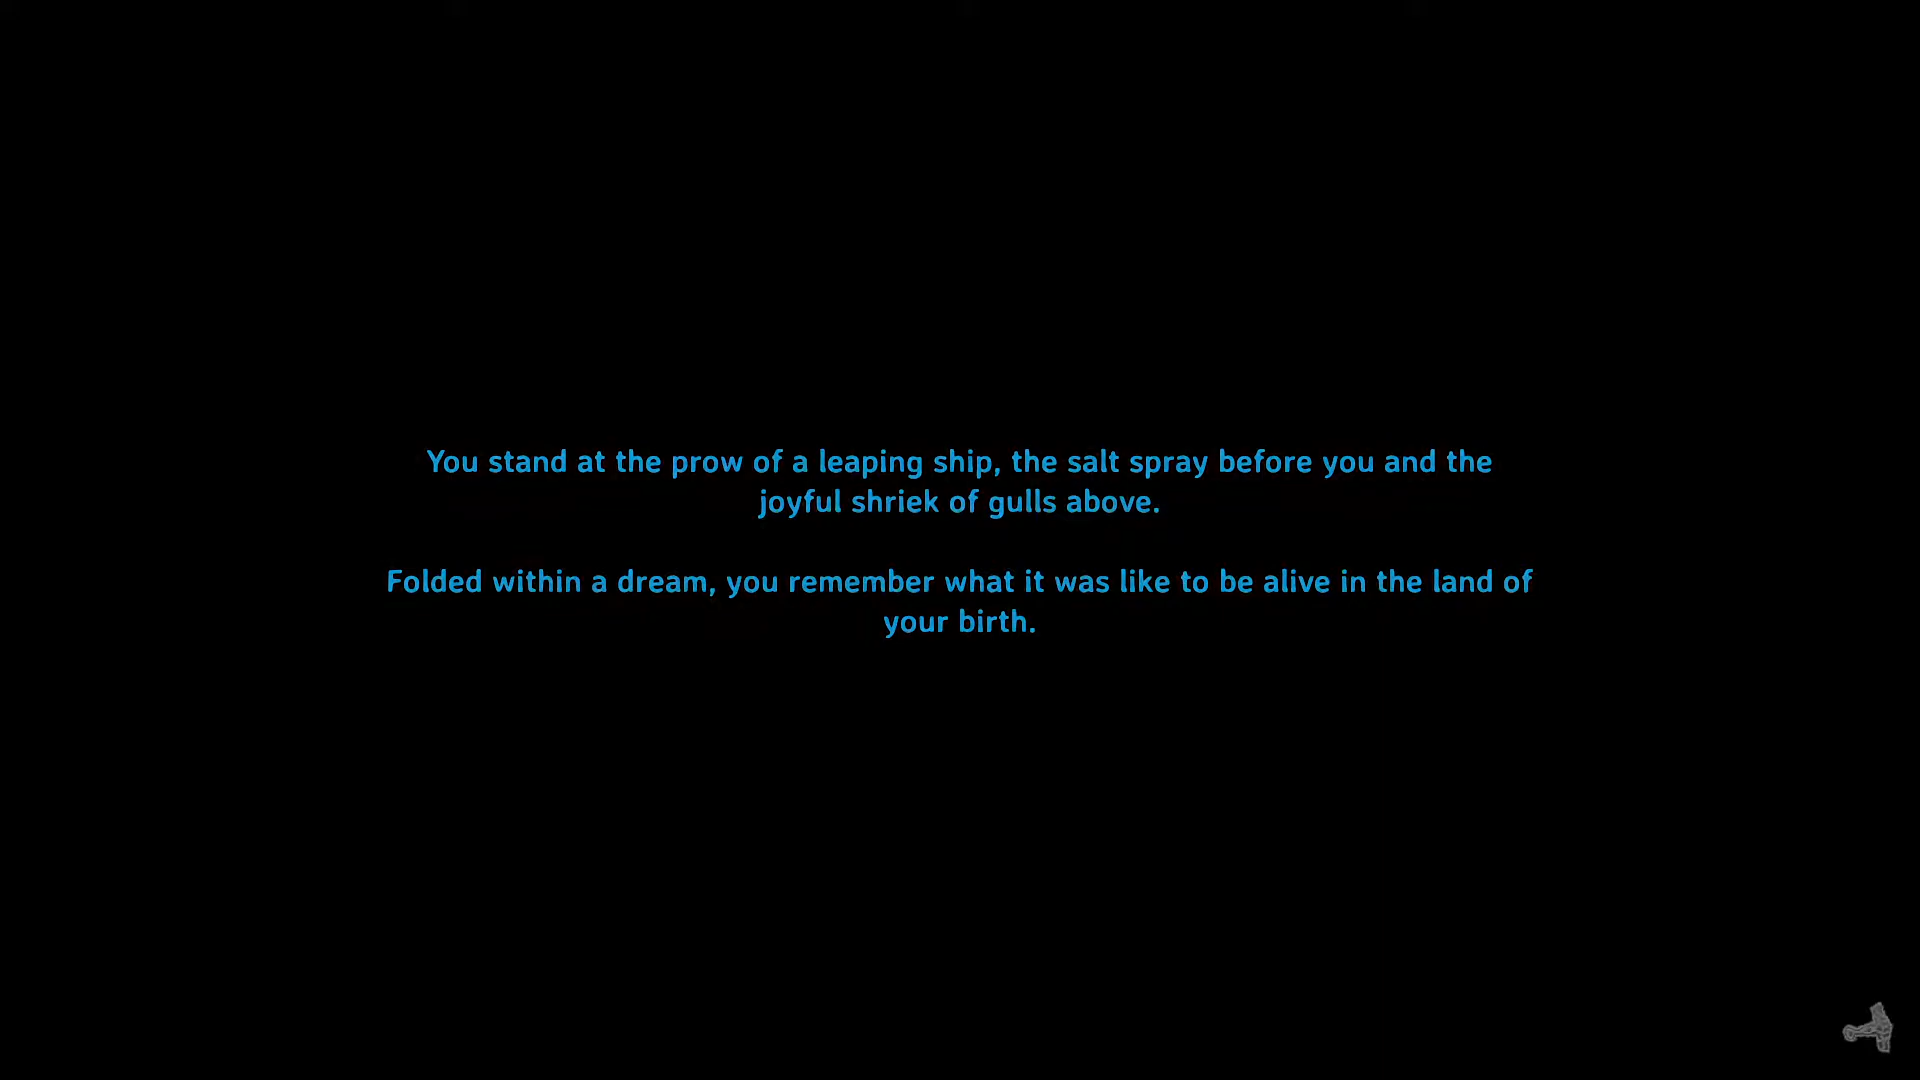 You stand at the prow of a leaping ship, the salt spray before you and the
joyful shriek of gulls above.
Folded within a dream, you remember what it was like to be alive in the land of
your birth.